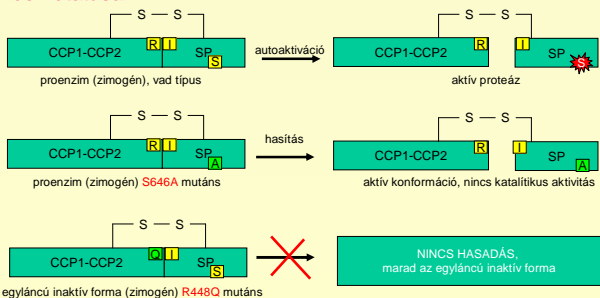 S S
S S
CCP1-CCP2 R I SP S
autoaktiváció
CCP1-CCP2 R I SP S
proenzim (zimogén), vad típus
aktív proteáz
S S
S S
CCP1-CCP2 R I SP A
hasítás
CCP1-CCP2 R I SP A
proenzim (zimogén) S646A mutáns
aktív konformáció, nincs katalítikus aktivitás
S S
CCP1-CCP2 Q I SP S
NINCS HASADÁS,
marad az egyláncú inaktív forma
egyláncú inaktív forma (zimogén) R448Q mutáns